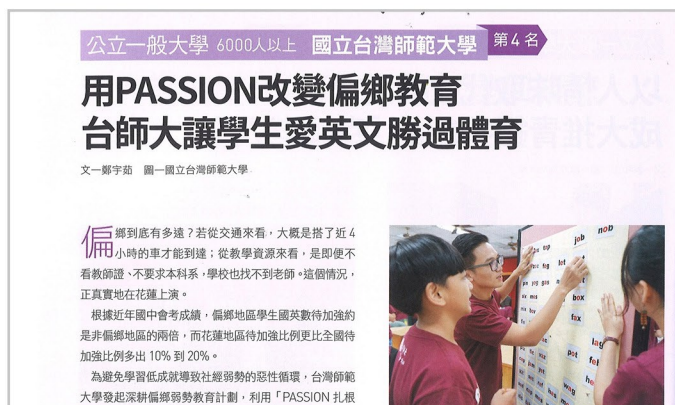 公立一般大學 6000人以上 國立台灣師範大學 第4名
用PASSION改變偏鄉教育
台師大讓學生愛英文勝過體育
文一鄭宇茹 圖一國立台灣師範大學
偏鄉到底有多遠？若從交通來看，大概是搭了近4
小時的車才能到達；從教學資源來看，是即便不
看教師證、不要求本科系，學校也找不到老師。這個情況，
正真實地在花蓮上演。
根據近年國中會考成績，偏鄉地區學生國英數待加強約
是非偏鄉地區的兩倍，而花蓮地區待加強比例更比全國待
加強比例多出10%到20%。
為避免學習低成就導致社經弱勢的惡性循環，台灣師範
大學發起深耕偏鄉弱勢教育計劃，利用「PASSION 扎根
job
nob
box
fox
pot